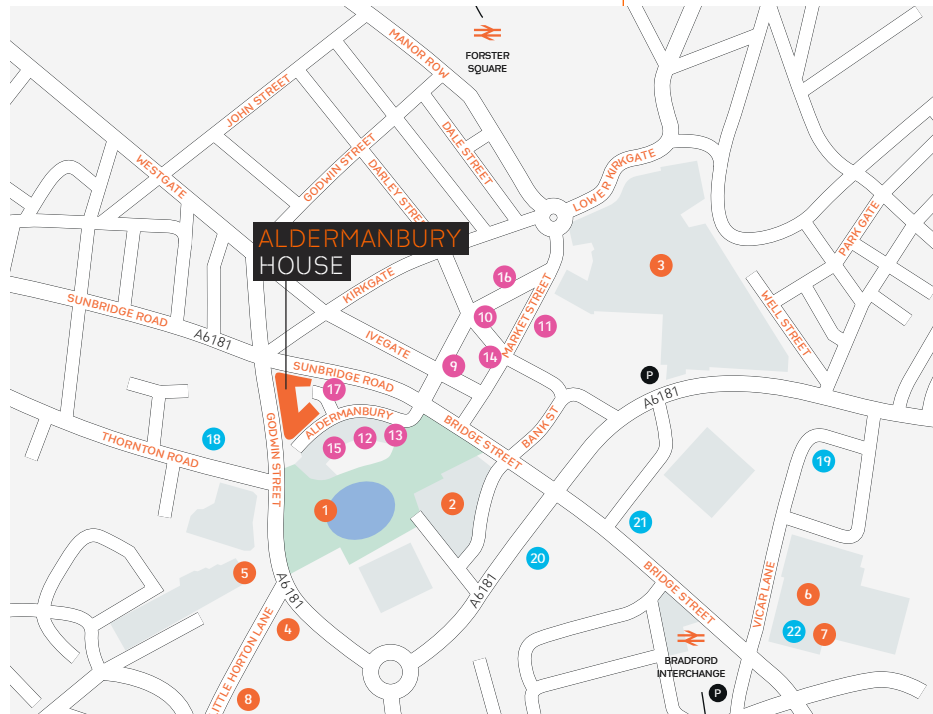 FORSTER
SQUARE
MANOR ROW
JOHN STREET
DALE STREET
GODWIN STREET
WESTGATE
DARLEY STREET
LOWER KIRKGATE
PARK GATE
ALDERMANBURY
HOUSE
3
16
KIRKGATE
SUNBRIDGE ROAD
A6181
10
11
MARKET STREET
WELL STREET
IVEGATE
14
9
SUNBRIDGE ROAD
P
A6181
17
ALDERMANBURY
GODWIN STREET
BANK ST
BRIDGE STREET
18
THORNTON ROAD
15
12
13
19
1
2
21
20
5
A6181
A6181
BRIDGE STREET
VICAR LANE
6
4
22
7
LITTLE HORTON LANE
BRADFORD
INTERCHANGE
8
P